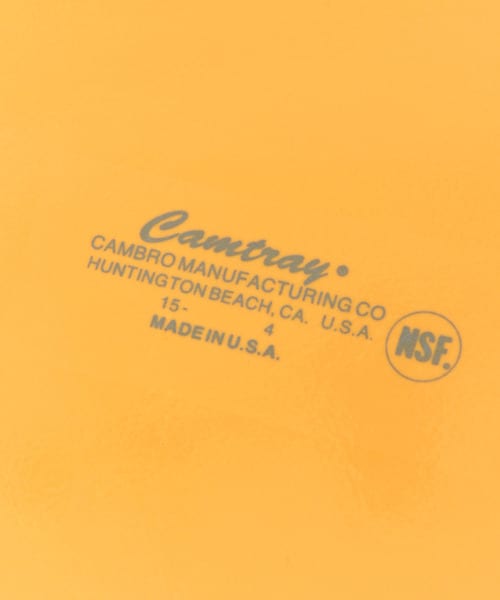 Camtray®
CAMBRO MANUFACTURING CO
HUNTINGTON BEACH, CA. U.S.A.
15- 4
MADE IN U.S.A.
NSF.